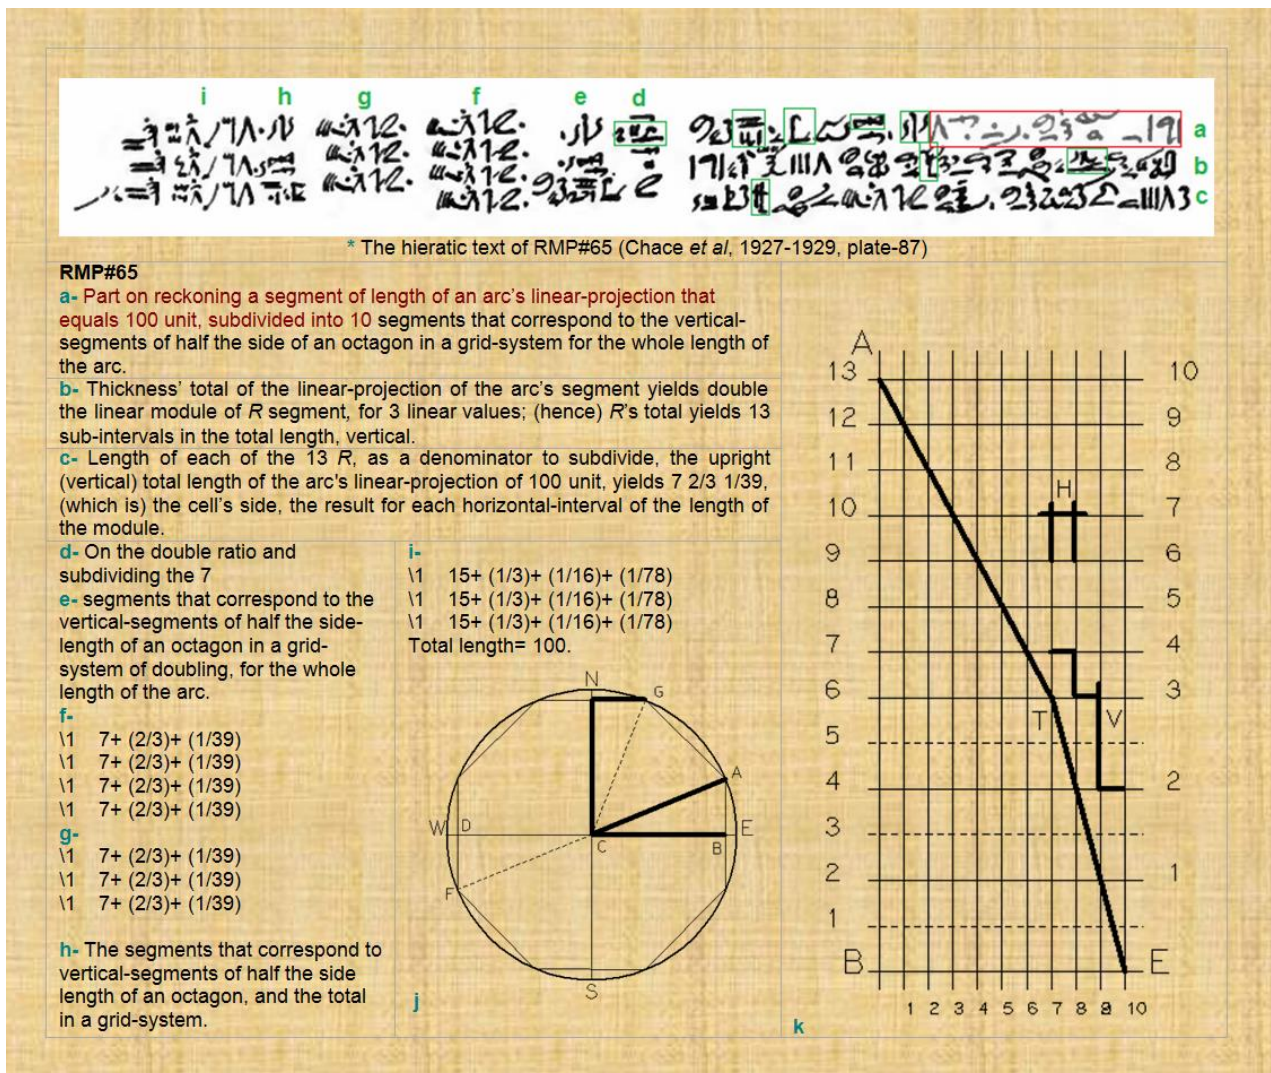 i h g f e d
a
b
c
* The hieratic text of RMP#65 (Chace et al, 1927-1929, plate-87)
RMP#65
a- Part on reckoning a segment of length of an arc's linear-projection that
equals 100 unit, subdivided into 10 segments that correspond to the vertical-
segments of half the side of an octagon in a grid-system for the whole length of
the arc.
b- Thickness' total of the linear-projection of the arc's segment yields double
the linear module of R segment, for 3 linear values; (hence) R's total yields 13
sub-intervals in the total length, vertical.
c- Length of each of the 13 R, as a denominator to subdivide, the upright
(vertical) total length of the arc's linear-projection of 100 unit, yields 7 2/3 1/39,
(which is) the cell's side, the result for each horizontal-interval of the length of
the module.
d- On the double ratio and
subdividing the 7
e- segments that correspond to the
vertical-segments of half the side-
length of an octagon in a grid-
system of doubling, for the whole
length of the arc.
f-
\1 7+ (2/3)+ (1/39)
\1 7+ (2/3)+ (1/39)
\1 7+ (2/3)+ (1/39)
\1 7+ (2/3)+ (1/39)
g-
\1 7+ (2/3)+ (1/39)
\1 7+ (2/3)+ (1/39)
\1 7+ (2/3)+ (1/39)
h- The segments that correspond to
vertical-segments of half the side
length of an octagon, and the total
in a grid-system.
i-
\1 15+ (1/3)+ (1/16)+ (1/78)
\1 15+ (1/3)+ (1/16)+ (1/78)
\1 15+ (1/3)+ (1/16)+ (1/78)
Total length= 100.
N
G
A
W D
E
C
B
F
S
j
A
13 10
12 9
11 8
H
10 7
9 6
8 5
7 4
6 3
T V
5
4 2
3
2 1
1
B E
1 2 3 4 5 6 7 8 9 10
k